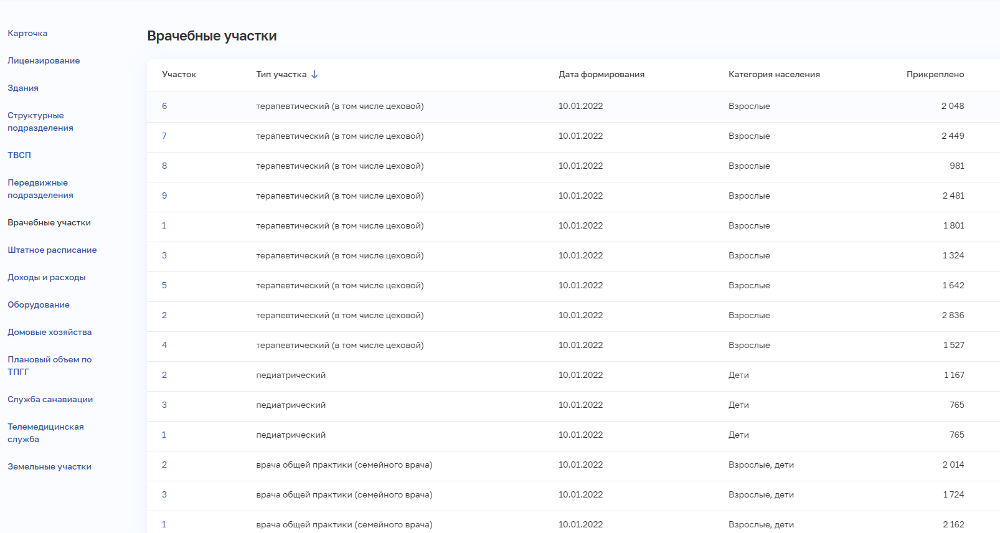 Карточка
Лицензирование
Здания
Структурные
подразделения
ТВСП
Передвижные
подразделения
Врачебные участки
Штатное расписание
Доходы и расходы
Оборудование
Домовые хозяйства
Плановый объем по
ТПГГ
Служба санавиации
Телемедицинская
служба
Земельные участки
Врачебные участки
Участок Тип участка ↓ Дата формирования Категория населения Прикреплено
6 терапевтический (в том числе цеховой) 10.01.2022 Взрослые 2 048
7 терапевтический (в том числе цеховой) 10.01.2022 Взрослые 2 449
8 терапевтический (в том числе цеховой) 10.01.2022 Взрослые 981
9 терапевтический (в том числе цеховой) 10.01.2022 Взрослые 2 481
1 терапевтический (в том числе цеховой) 10.01.2022 Взрослые 1 801
3 терапевтический (в том числе цеховой) 10.01.2022 Взрослые 1 324
5 терапевтический (в том числе цеховой) 10.01.2022 Взрослые 1 642
2 терапевтический (в том числе цеховой) 10.01.2022 Взрослые 2 836
4 терапевтический (в том числе цеховой) 10.01.2022 Взрослые 1 527
2 педиатрический 10.01.2022 Дети 1 167
3 педиатрический 10.01.2022 Дети 765
1 педиатрический 10.01.2022 Дети 765
2 врача общей практики (семейного врача) 10.01.2022 Взрослые, дети 2 014
3 врача общей практики (семейного врача) 10.01.2022 Взрослые, дети 1 724
1 врача общей практики (семейного врача) 10.01.2022 Взрослые, дети 2 162